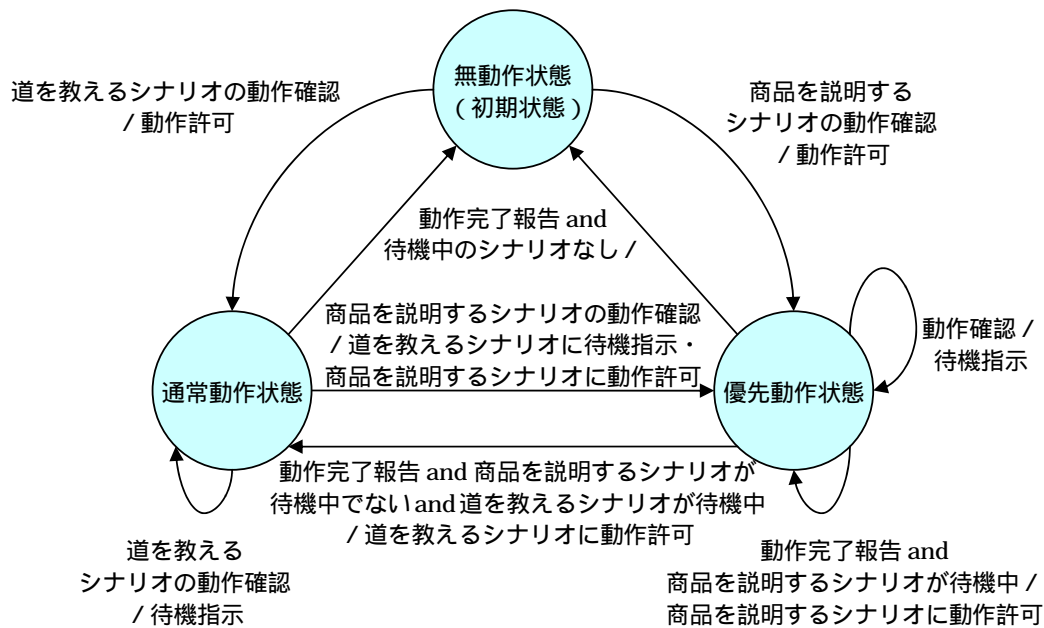 無動作状態
(初期状態)
道を教えるシナリオの動作確認
/ 動作許可
商品を説明する
シナリオの動作確認
/ 動作許可
動作完了報告 and
待機中のシナリオなし /
商品を説明するシナリオの動作確認
/ 道を教えるシナリオに待機指示・
商品を説明するシナリオに動作許可
動作確認 /
待機指示
通常動作状態
優先動作状態
動作完了報告 and 商品を説明するシナリオが
待機中でない and 道を教えるシナリオが待機中
/ 道を教えるシナリオに動作許可
道を教える
シナリオの動作確認
/ 待機指示
動作完了報告 and
商品を説明するシナリオが待機中 /
商品を説明するシナリオに動作許可